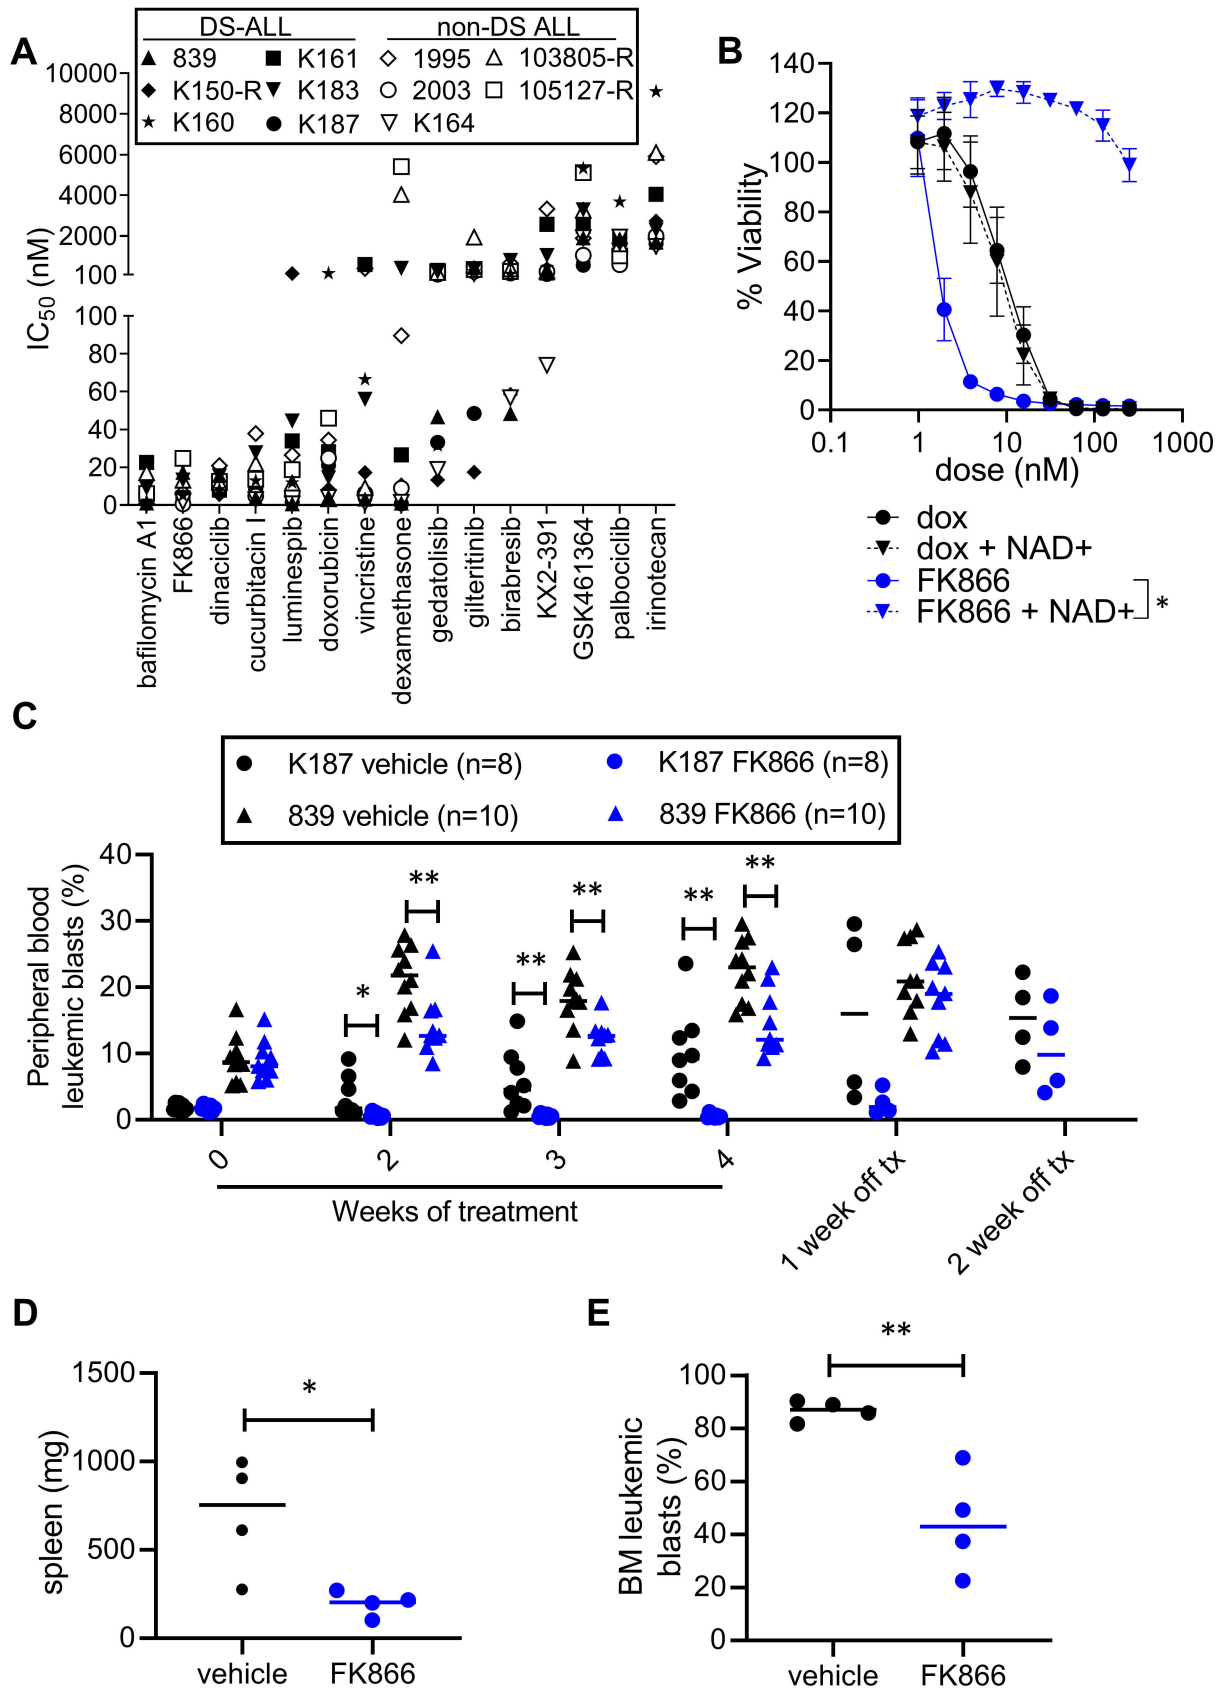 A
DS-ALL non-DS ALL
839 K161 1995 103805-R
K150-R K183 2003 105127-R
K160 K187 K164
10000
9000
8000
6000
4000
2000
100
100
80
60
40
20
0
IC50 (nM)
bafilomycin A1
FK866
dinaciclib
cucurbitacin I
luminespib
doxorubicin
vincristine
dexamethasone
gedatolisib
gilteritinib
birabresib
KX2-391
GSK461364
palbociclib
irinotecan
B
140
120
100
80
60
40
20
0
% Viability
0.1 1 10 100 1000
dose (nM)
dox
dox + NAD+
FK866
FK866 + NAD+
*
C
K187 vehicle (n=8) K187 FK866 (n=8)
839 vehicle (n=10) 839 FK866 (n=10)
40
30
20
10
0
Peripheral blood
leukemic blasts (%)
* ** ** ** ** **
0 2 3 4 1 week off tx 2 week off tx
Weeks of treatment
D
1500
1000
500
0
spleen (mg)
*
vehicle FK866
E
100
80
60
40
20
0
BM leukemic
blasts (%)
**
vehicle FK866